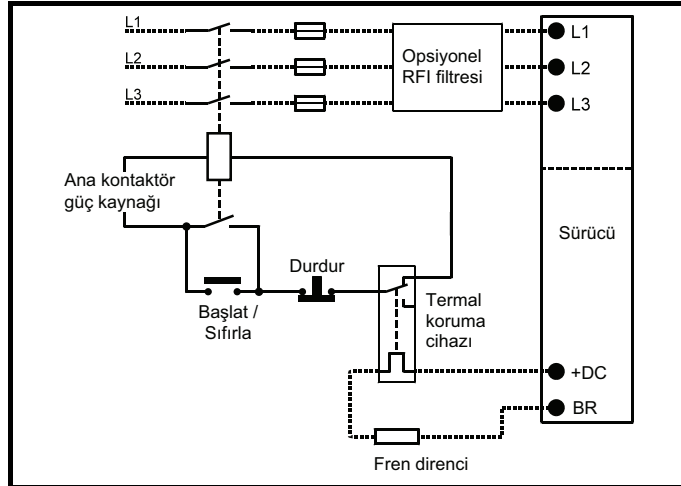 L1
L2
L3
Opsiyonel
RFI filtresi
L1
L2
L3
Ana kontaktör
güç kaynağı
Sürücü
Durdur
Başlat /
Sıfırla
Termal
koruma
cihazı
+DC
BR
Fren direnci